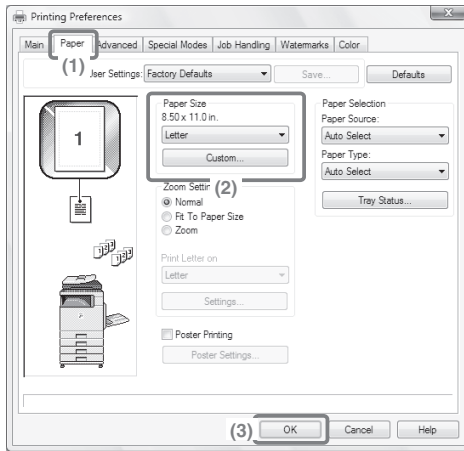 Printing Preferences
Main Paper Advanced Special Modes Job Handling Watermarks Color
(1)
User Settings: Factory Defaults Save... Defaults
1
Paper Size
8.50 x 11.0 in.
Letter
Custom...
(2)
Paper Selection
Paper Source:
Auto Select
Paper Type:
Auto Select
Tray Status...
Zoom Settin
Normal
Fit To Paper Size
Zoom
Print Letter on
Letter
Settings...
Poster Printing
Poster Settings...
(3) OK Cancel Help